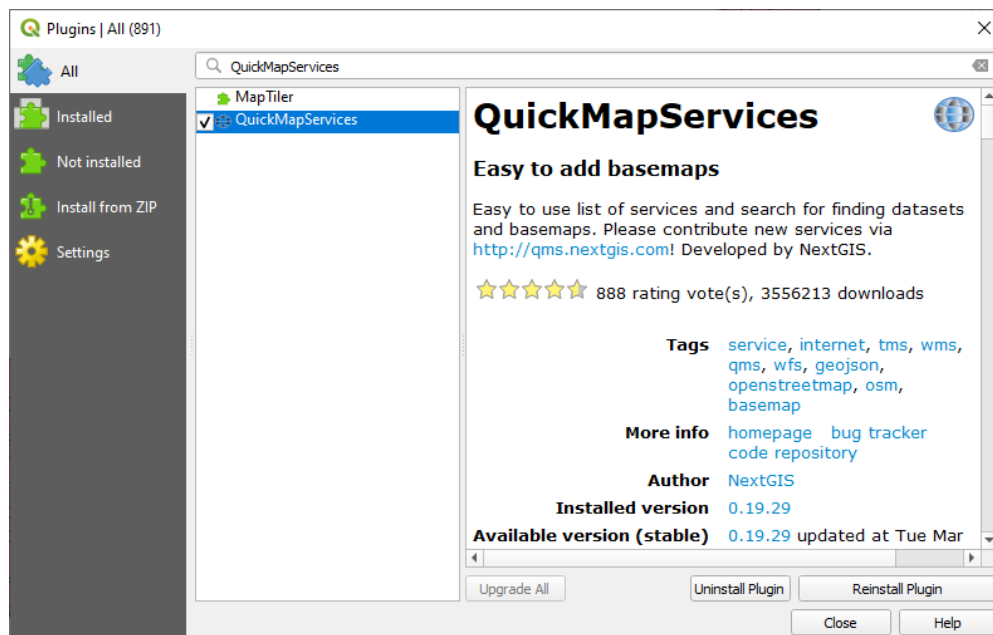 Plugins | All (891)
All
Installed
Not installed
Install from ZIP
Settings
QuickMapServices
MapTiler
QuickMapServices
QuickMapServices
Easy to add basemaps
Easy to use list of services and search for finding datasets
and basemaps. Please contribute new services via
http://qms.nextgis.com! Developed by NextGIS.
888 rating vote(s), 3556213 downloads
Tags service, internet, tms, wms,
qms, wfs, geojson,
openstreetmap, osm,
basemap
More info homepage bug tracker
code repository
Author NextGIS
Installed version 0.19.29
Available version (stable) 0.19.29 updated at Tue Mar
Upgrade All Uninstall Plugin Reinstall Plugin
Close Help